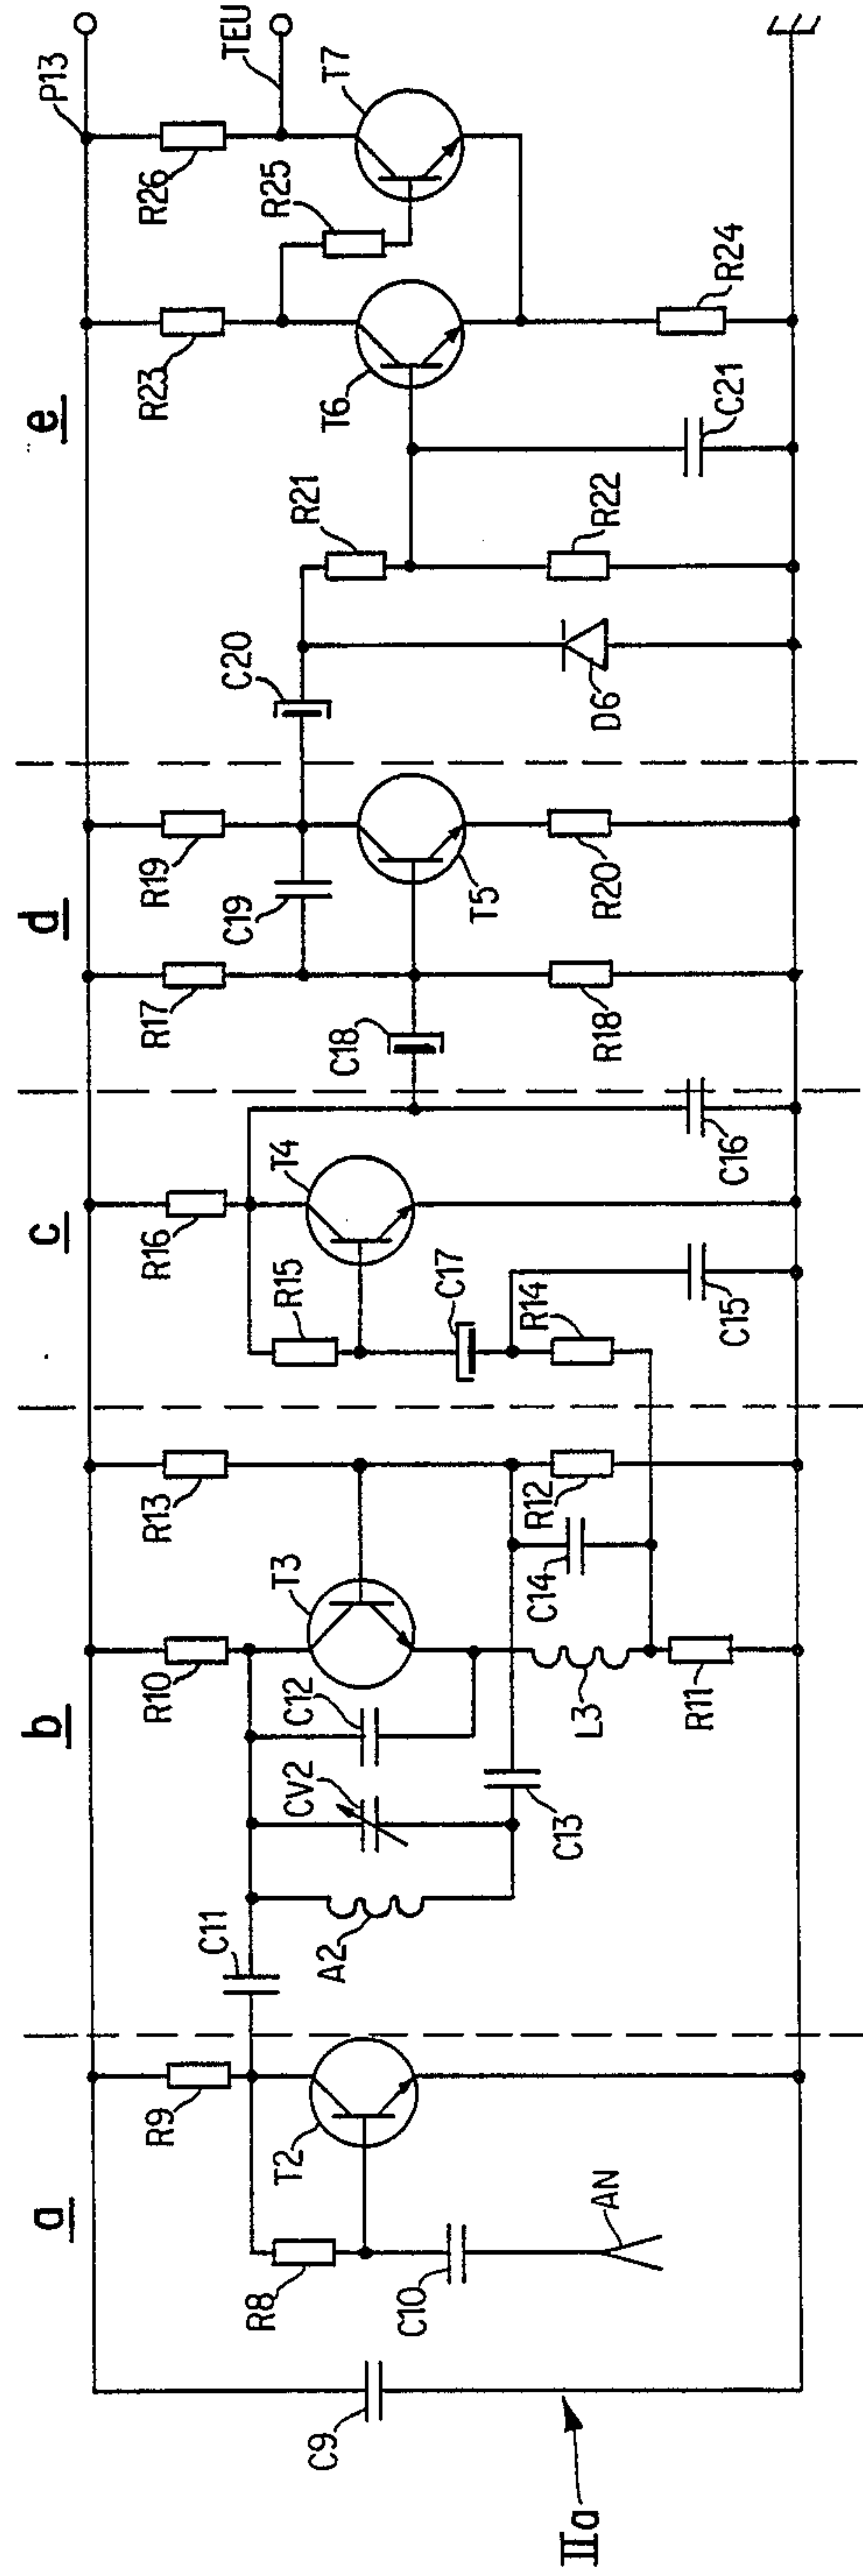 a
b
c
d
e
P13
TEU
R9
R10
R13
R16
R17
R19
R23
R26
R8
T2
C11
A2
CV2
C12
T3
R15
T4
C18
C19
C20
R21
T6
R25
T7
C9
C10
AN
C13
L3
C14
R12
R11
C17
R14
C15
C16
R18
T5
R20
D6
R22
C21
R24
IIa